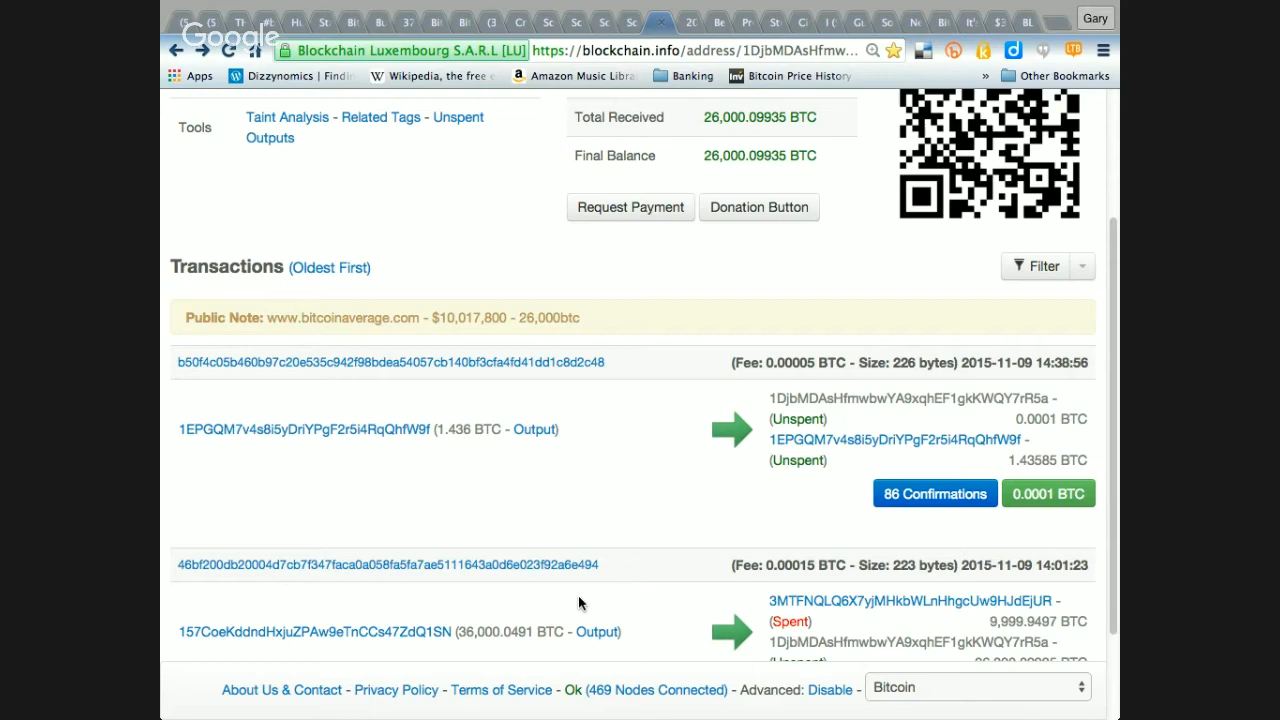 Google
Gary
Blockchain Luxembourg S.A.R.L [LU] https://blockchain.info/address/1DjbMDAsHfmw...
Apps Dizzynomics | Findin Wikipedia, the free e Amazon Music Libra Banking Bitcoin Price History » Other Bookmarks
Tools
Taint Analysis - Related Tags - Unspent
Outputs
Total Received 26,000.09935 BTC
Final Balance 26,000.09935 BTC
Request Payment Donation Button
Transactions (Oldest First)
Filter
Public Note: www.bitcoinaverage.com - $10,017,800 - 26,000btc
b50f4c05b460b97c20e535c942f98bdea54057cb140bf3cfa4fd41dd1c8d2c48 (Fee: 0.00005 BTC - Size: 226 bytes) 2015-11-09 14:38:56
1EPGQM7v4s8i5yDriYPgF2r5i4RqQhfW9f (1.436 BTC - Output)
1DjbMDAsHfmwbwYA9xqhEF1gkKWQY7rR5a -
(Unspent) 0.0001 BTC
1EPGQM7v4s8i5yDriYPgF2r5i4RqQhfW9f -
(Unspent) 1.43585 BTC
86 Confirmations 0.0001 BTC
46bf200db20004d7cb7f347faca0a058fa5fa7ae5111643a0d6e023f92a6e494 (Fee: 0.00015 BTC - Size: 223 bytes) 2015-11-09 14:01:23
157CoeKddndHxjuZPAw9eTnCCs47ZdQ1SN (36,000.0491 BTC - Output)
3MTFNQLQ6X7yjMHkbWLnHhgcUw9HJdEjUR -
(Spent) 9,999.9497 BTC
1DjbMDAsHfmwbwYA9xqhEF1gkKWQY7rR5a -
About Us & Contact - Privacy Policy - Terms of Service - Ok (469 Nodes Connected) - Advanced: Disable - Bitcoin